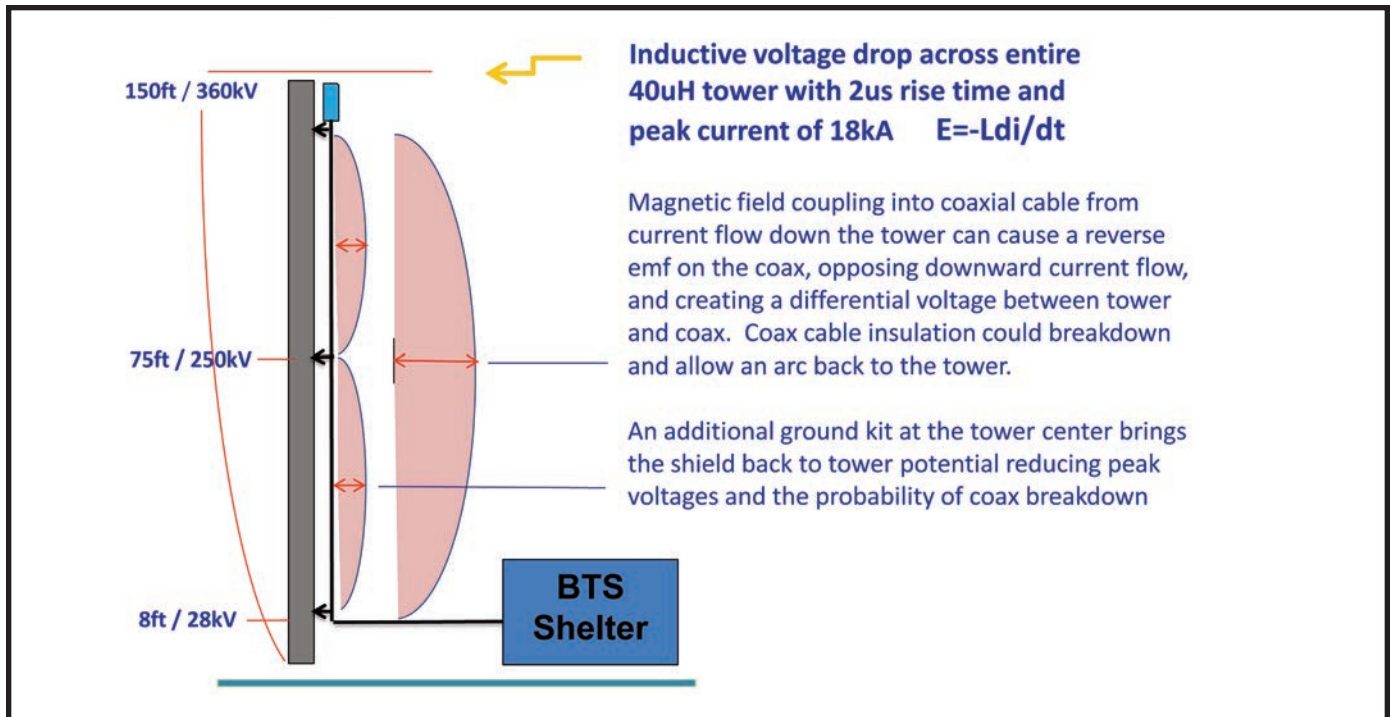 Inductive voltage drop across entire
40uH tower with 2us rise time and
peak current of 18kA E=-Ldi/dt
150ft / 360kV
Magnetic field coupling into coaxial cable from
current flow down the tower can cause a reverse
emf on the coax, opposing downward current flow,
and creating a differential voltage between tower
and coax. Coax cable insulation could breakdown
and allow an arc back to the tower.
75ft / 250kV
An additional ground kit at the tower center brings
the shield back to tower potential reducing peak
voltages and the probability of coax breakdown
8ft / 28kV
BTS
Shelter